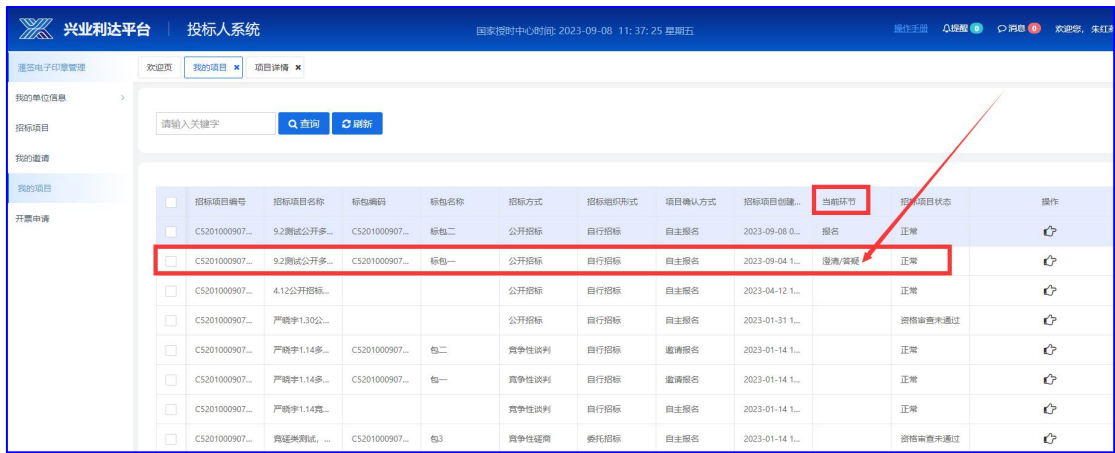 兴业利达平台 投标人系统 国家授时中心时间: 2023-09-08 11:37:25 星期五 操作手册 提醒 0 消息 0 欢迎您, 朱红
签电子印章管理 欢迎页 我的项目 × 项目详情 ×
我的单位信息 >
招标项目 请输入关键字 查询 刷新
我的邀请
我的项目
开票申请
招标项目编号 招标项目名称 标包编码 标包名称 招标方式 招标组织形式 项目确认方式 招标项目创建... 当前环节 招标项目状态 操作
C5201000907... 9.2测试公开多... C5201000907... 标包二 公开招标 自行招标 自主报名 2023-09-08 0... 报名 正常
C5201000907... 9.2测试公开多... C5201000907... 标包一 公开招标 自行招标 自主报名 2023-09-04 1... 澄清/答疑 正常
C5201000907... 4.12公开招标... 公开招标 自行招标 自主报名 2023-04-12 1... 正常
C5201000907... 严晓宇1.30公... 公开招标 自行招标 自主报名 2023-01-31 1... 资格审查未通过
C5201000907... 严晓宇1.14多... C5201000907... 包二 竞争性谈判 自行招标 邀请报名 2023-01-14 1... 正常
C5201000907... 严晓宇1.14多... C5201000907... 包一 竞争性谈判 自行招标 邀请报名 2023-01-14 1... 正常
C5201000907... 严晓宇1.14竞... 竞争性谈判 自行招标 自主报名 2023-01-14 1... 正常
C5201000907... 竞磋类测试, ... C5201000907... 包3 竞争性磋商 委托招标 自主报名 2023-01-14 1... 资格审查未通过